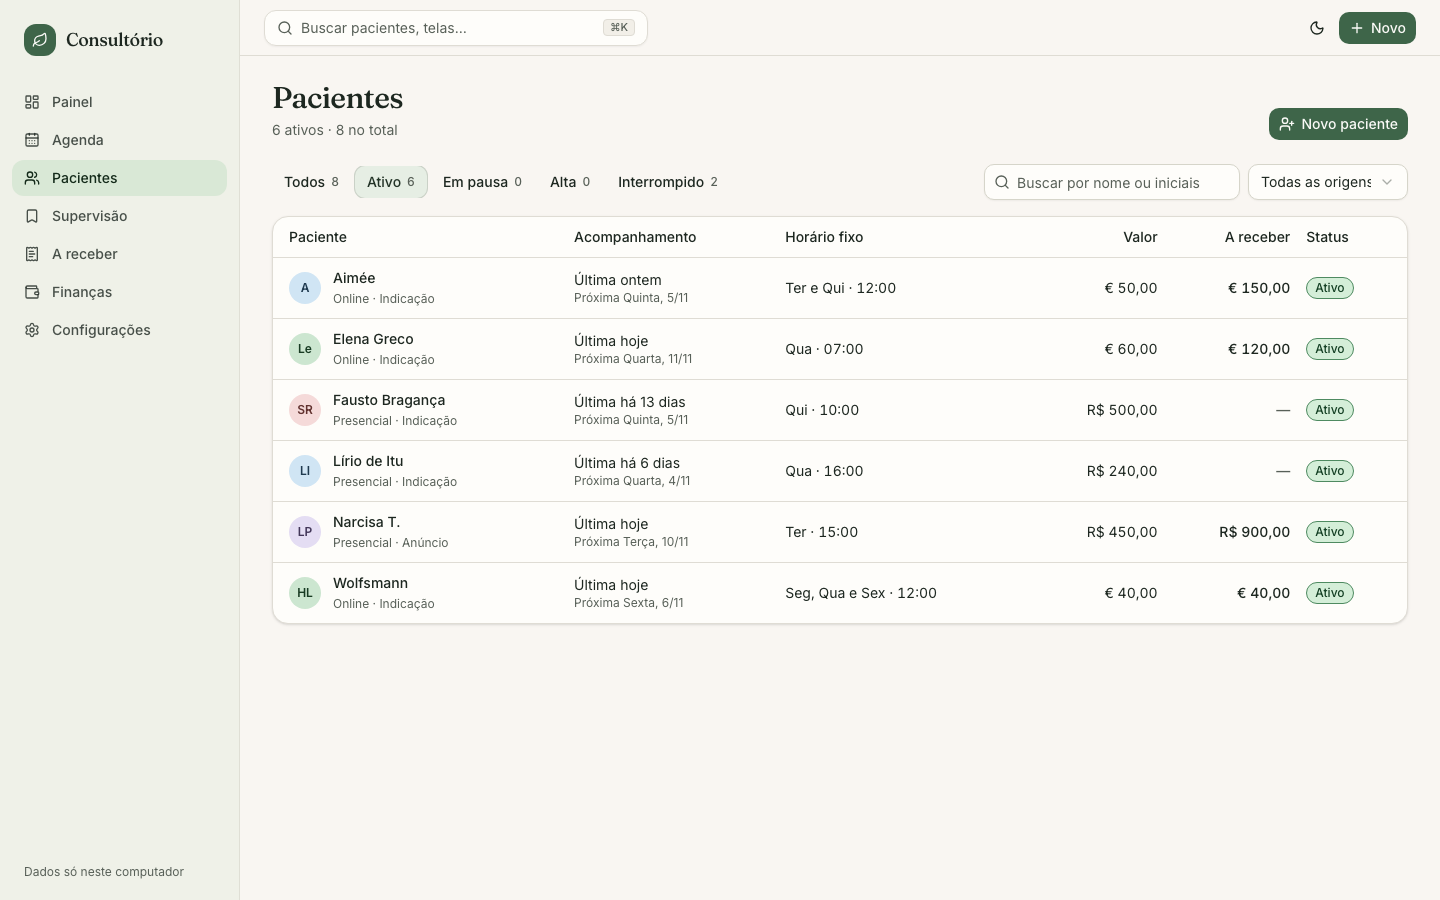 Consultório
Buscar pacientes, telas...
⌘K
Novo
Painel
Agenda
Pacientes
Supervisão
A receber
Finanças
Configurações
Dados só neste computador
Pacientes
6 ativos · 8 no total
Novo paciente
Todos 8
Ativo 6
Em pausa 0
Alta 0
Interrompido 2
Buscar por nome ou iniciais
Todas as origens
Paciente Acompanhamento Horário fixo Valor A receber Status
A Aimée Última ontem Ter e Qui · 12:00 € 50,00 € 150,00 Ativo
Online · Indicação Próxima Quinta, 5/11
Le Elena Greco Última hoje Qua · 07:00 € 60,00 € 120,00 Ativo
Online · Indicação Próxima Quarta, 11/11
SR Fausto Bragança Última há 13 dias Qui · 10:00 R$ 500,00 — Ativo
Presencial · Indicação Próxima Quinta, 5/11
LI Lírio de Itu Última há 6 dias Qua · 16:00 R$ 240,00 — Ativo
Presencial · Indicação Próxima Quarta, 4/11
LP Narcisa T. Última hoje Ter · 15:00 R$ 450,00 R$ 900,00 Ativo
Presencial · Anúncio Próxima Terça, 10/11
HL Wolfsmann Última hoje Seg, Qua e Sex · 12:00 € 40,00 € 40,00 Ativo
Online · Indicação Próxima Sexta, 6/11